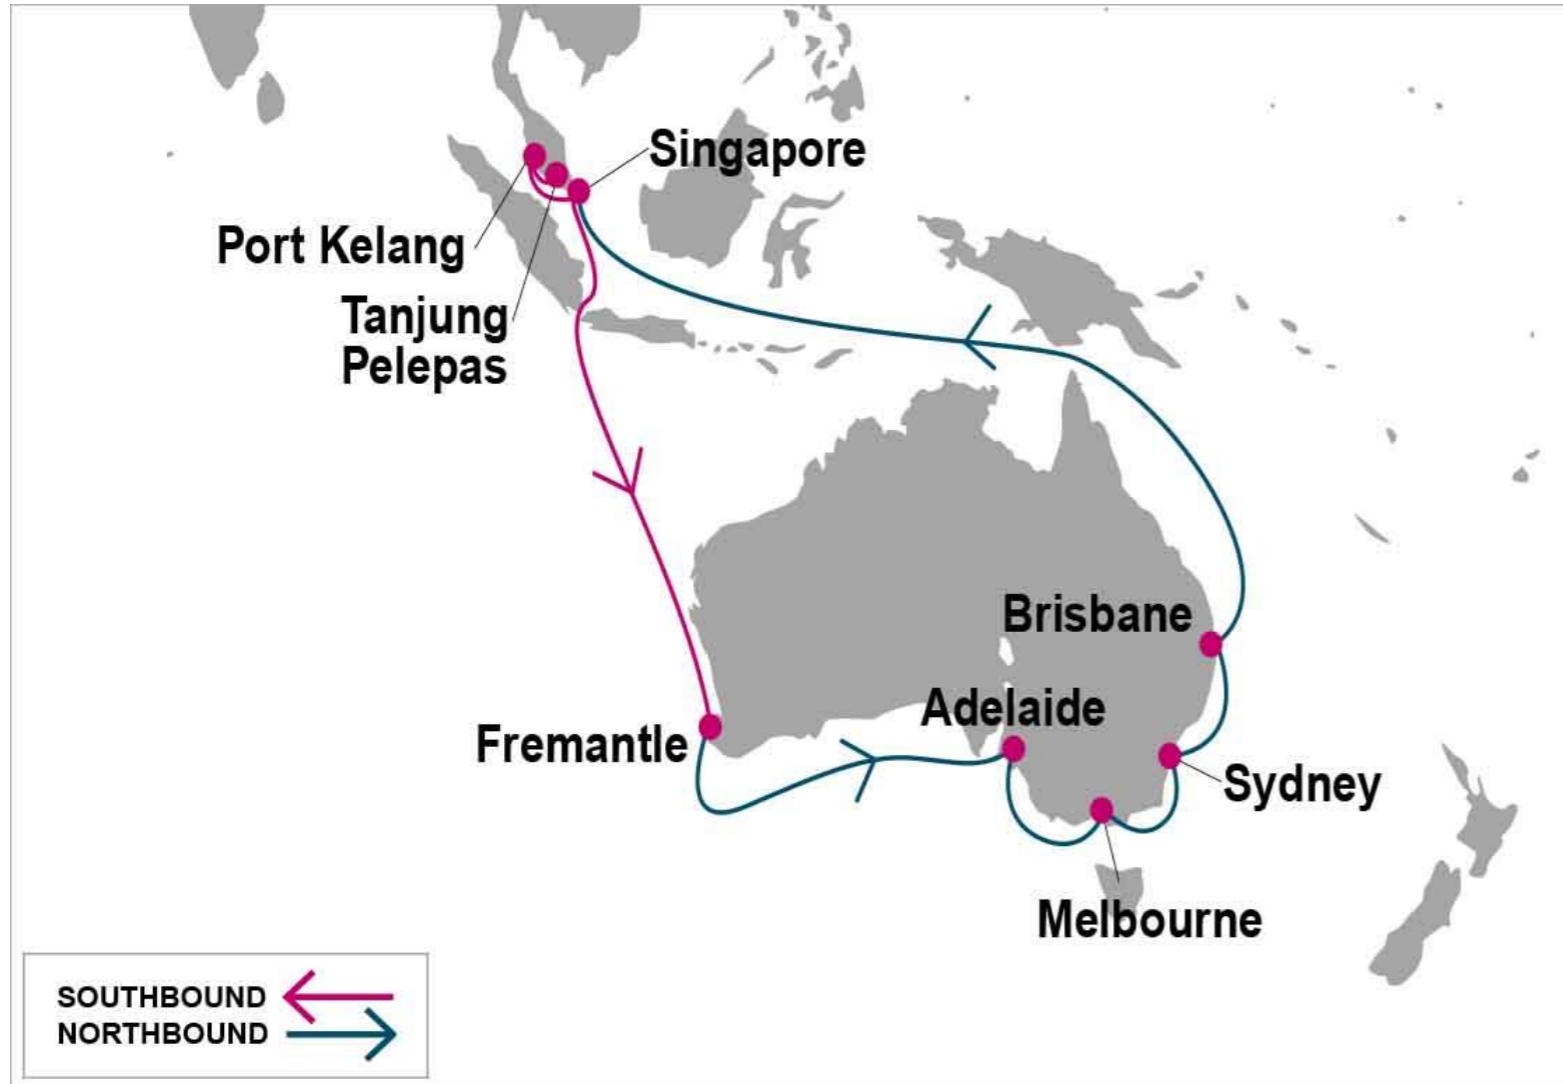 Singapore
Port Kelang
Tanjung
Pelepas
Brisbane
Adelaide
Fremantle
Sydney
Melbourne
SOUTHBOUND
NORTHBOUND